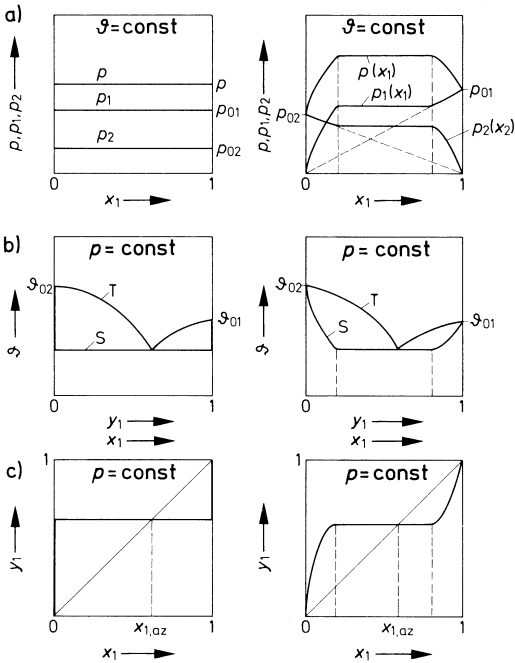 a)
ϑ = const
p, p₁, p₂
p
p₁
p₂
p
p₀₁
p₀₂
0
1
x₁
ϑ = const
p, p₁, p₂
p₀₂
p(x₁)
p₁(x₁)
p₀₁
p₂(x₂)
0
1
x₁
b)
p = const
ϑ₀₂
T
S
ϑ₀₁
ϑ
0
1
y₁
x₁
p = const
ϑ₀₂
T
S
ϑ₀₁
ϑ
0
1
y₁
x₁
c)
1
p = const
y₁
0
x₁,az
1
x₁
p = const
y₁
0
x₁,az
1
x₁